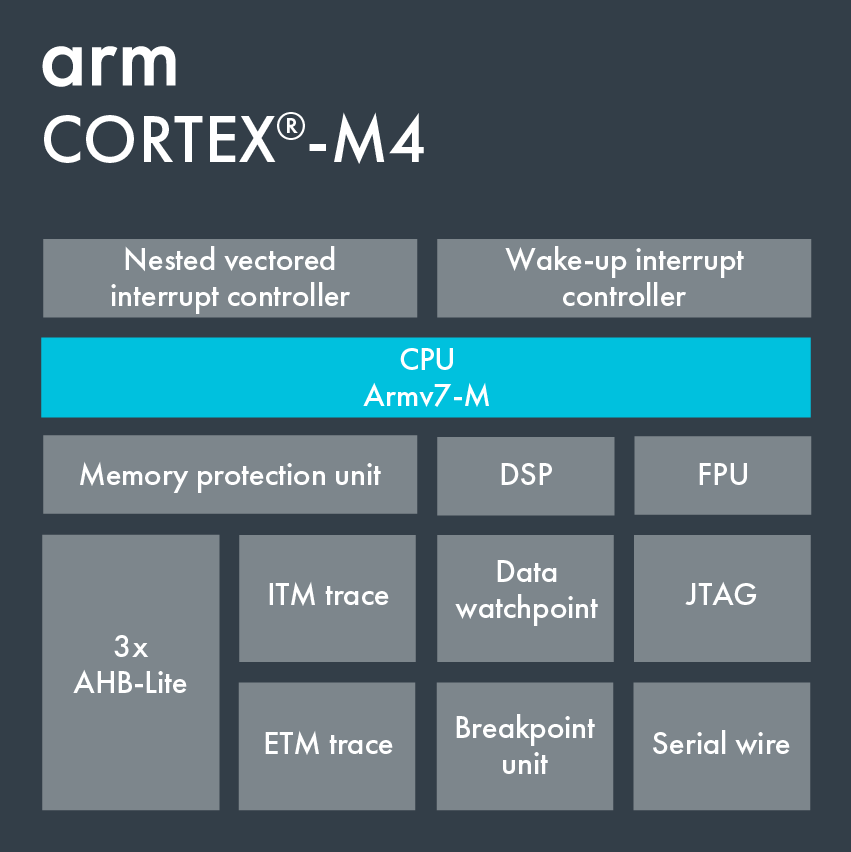 arm
CORTEX®-M4
Nested vectored
interrupt controller
Wake-up interrupt
controller
CPU
Armv7-M
Memory protection unit
DSP
FPU
3x
AHB-Lite
ITM trace
Data
watchpoint
JTAG
ETM trace
Breakpoint
unit
Serial wire